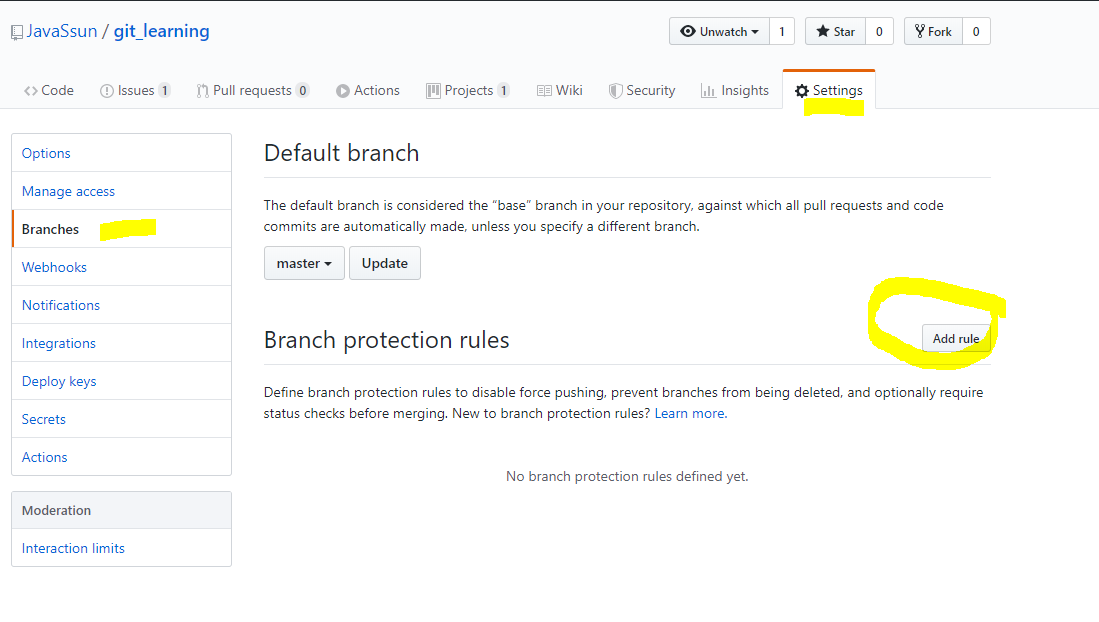 JavaSsun / git_learning
Unwatch 1 Star 0 Fork 0
Code Issues 1 Pull requests 0 Actions Projects 1 Wiki Security Insights Settings
Options
Manage access
Branches
Webhooks
Notifications
Integrations
Deploy keys
Secrets
Actions
Moderation
Interaction limits
Default branch
The default branch is considered the “base” branch in your repository, against which all pull requests and code
commits are automatically made, unless you specify a different branch.
master Update
Branch protection rules Add rule
Define branch protection rules to disable force pushing, prevent branches from being deleted, and optionally require
status checks before merging. New to branch protection rules? Learn more.
No branch protection rules defined yet.